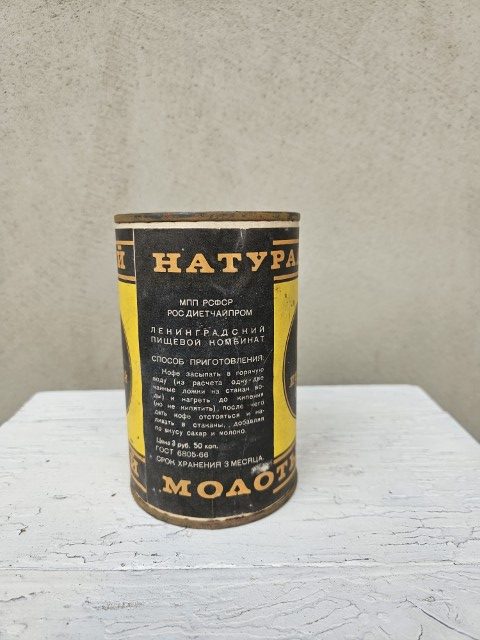 Й НАТУРА
МПП РСФСР
РОСДИЕТЧАЙПРОМ
ЛЕНИНГРАДСКИЙ
ПИЩЕВОЙ КОМБИНАТ
СПОСОБ ПРИГОТОВЛЕНИЯ:
Кофе засыпать в горячую
воду (из расчета одну-две
чайные ложки на стакан во-
ды) и нагреть до кипения
(но не кипятить), после чего
дать кофе отстояться и на-
ливать в стаканы, добавляя
по вкусу сахар и молоко.
Цена 3 руб. 50 коп.
ГОСТ 6805-66
СРОК ХРАНЕНИЯ 3 МЕСЯЦА.
Й МОЛОТ